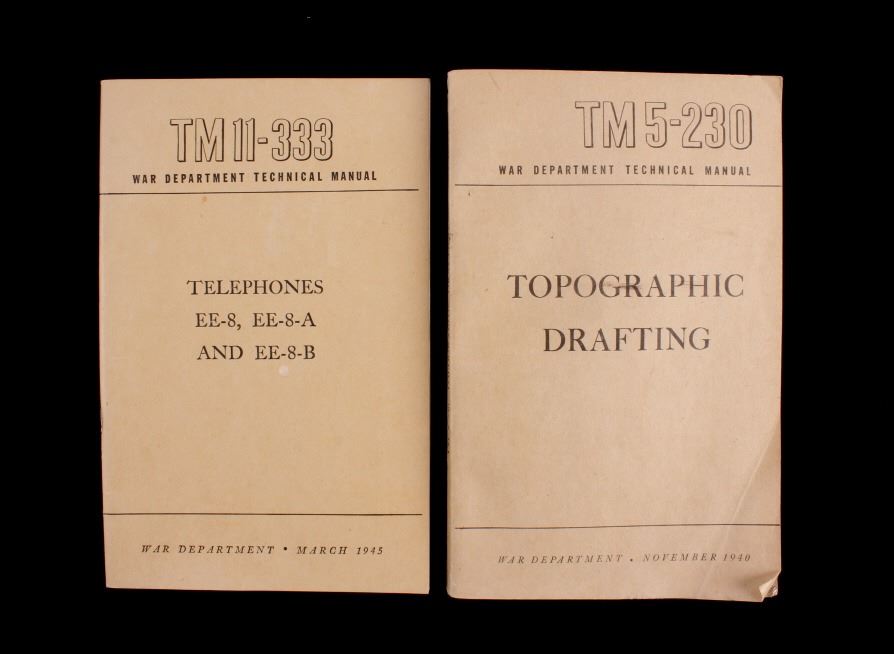 TM 11-333
WAR DEPARTMENT TECHNICAL MANUAL
TELEPHONES
EE-8, EE-8-A
AND EE-8-B
WAR DEPARTMENT • MARCH 1945
TM 5-230
WAR DEPARTMENT TECHNICAL MANUAL
TOPOGRAPHIC
DRAFTING
WAR DEPARTMENT • NOVEMBER 1940